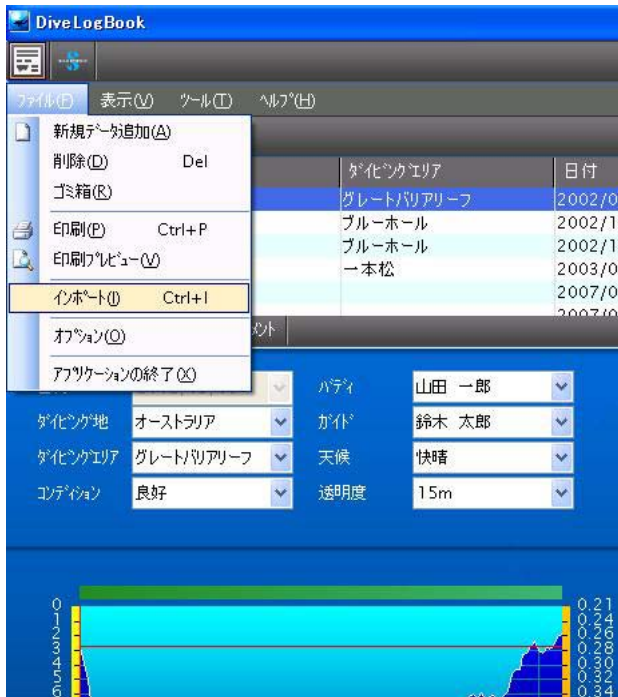 DiveLogBook
ファイル(F) 表示(V) ツール(T) ヘルプ(H)
新規データ追加(A)
削除(D) Del
ゴミ箱(R)
印刷(P) Ctrl+P
印刷プレビュー(V)
インポート(I) Ctrl+I
オプション(O)
アプリケーションの終了(X)
ダイビングエリア 日付
グレートバリアリーフ 2002/0
ブルーホール 2002/1
ブルーホール 2002/1
一本松 2003/0
2007/0
2007/0
メント
バディ 山田 一郎
ダイビング地 オーストラリア ガイド 鈴木 太郎
ダイビングエリア グレートバリアリーフ 天候 快晴
コンディション 良好 透明度 15m
0 0.21
1 0.24
2 0.26
3 0.28
4 0.30
5 0.32
6 0.34